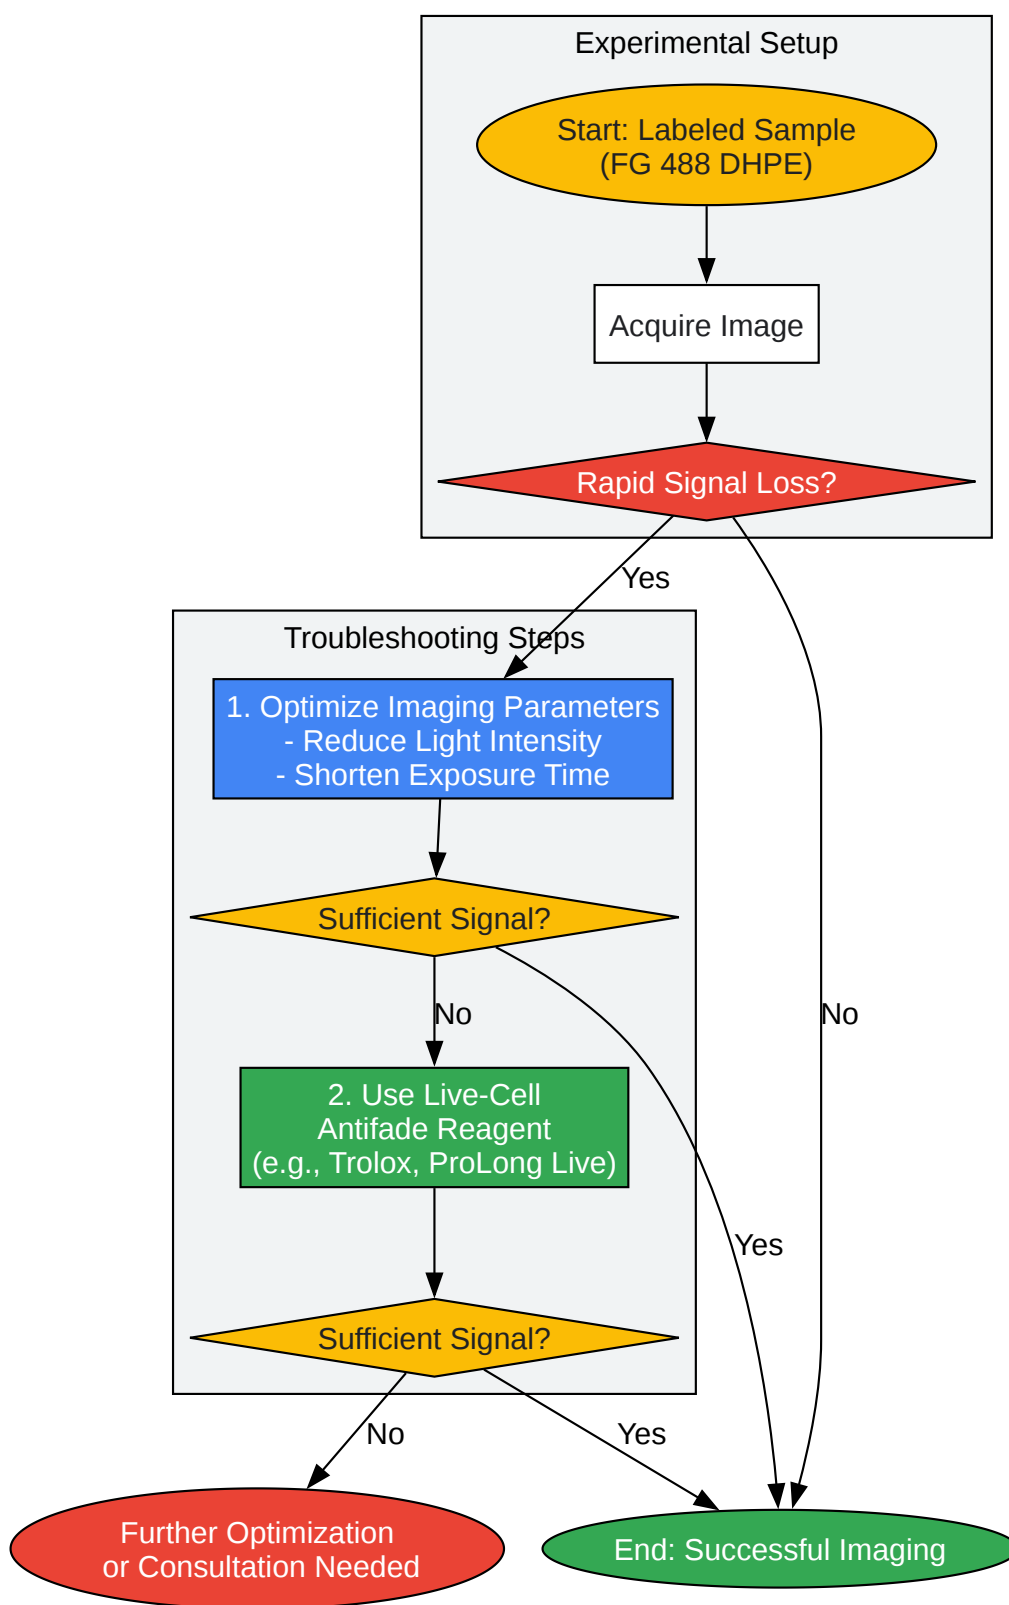 Experimental Setup
Start: Labeled Sample
(FG 488 DHPE)
Acquire Image
Rapid Signal Loss?
Yes
Troubleshooting Steps
1. Optimize Imaging Parameters
- Reduce Light Intensity
- Shorten Exposure Time
Sufficient Signal?
No
No
2. Use Live-Cell
Antifade Reagent
(e.g., Trolox, ProLong Live)
Yes
Sufficient Signal?
No
Yes
Further Optimization
or Consultation Needed
End: Successful Imaging